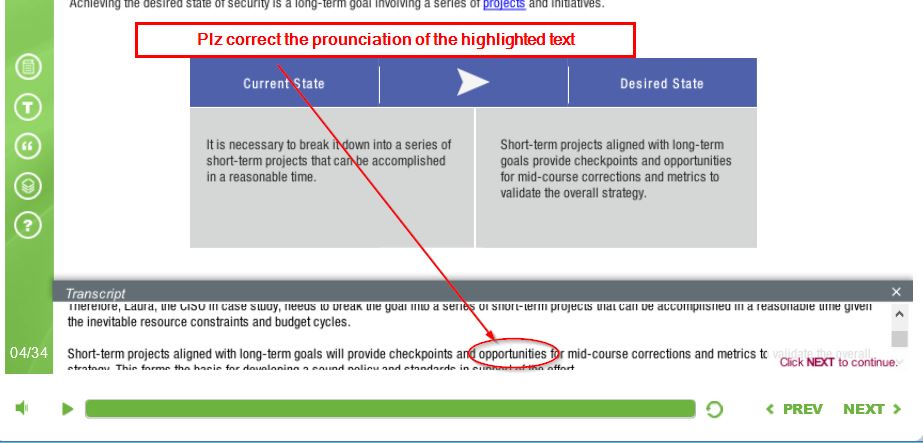 Achieving the desired state of security is a long-term goal involving a series of projects and initiatives.
Plz correct the prounciation of the highlighted text
Current State
Desired State
It is necessary to break it down into a series of
short-term projects that can be accomplished
in a reasonable time.
Short-term projects aligned with long-term
goals provide checkpoints and opportunities
for mid-course corrections and metrics to
validate the overall strategy.
T
?
Transcript
Therefore, Laura, the CISO in case study, needs to break the goal into a series of short-term projects that can be accomplished in a reasonable time given
the inevitable resource constraints and budget cycles.
04/34
Short-term projects aligned with long-term goals will provide checkpoints and opportunities for mid-course corrections and metrics to validate the overall
strategy. This forms the basis for developing a sound policy and standards in support of the effort.
Click NEXT to continue.
PREV
NEXT